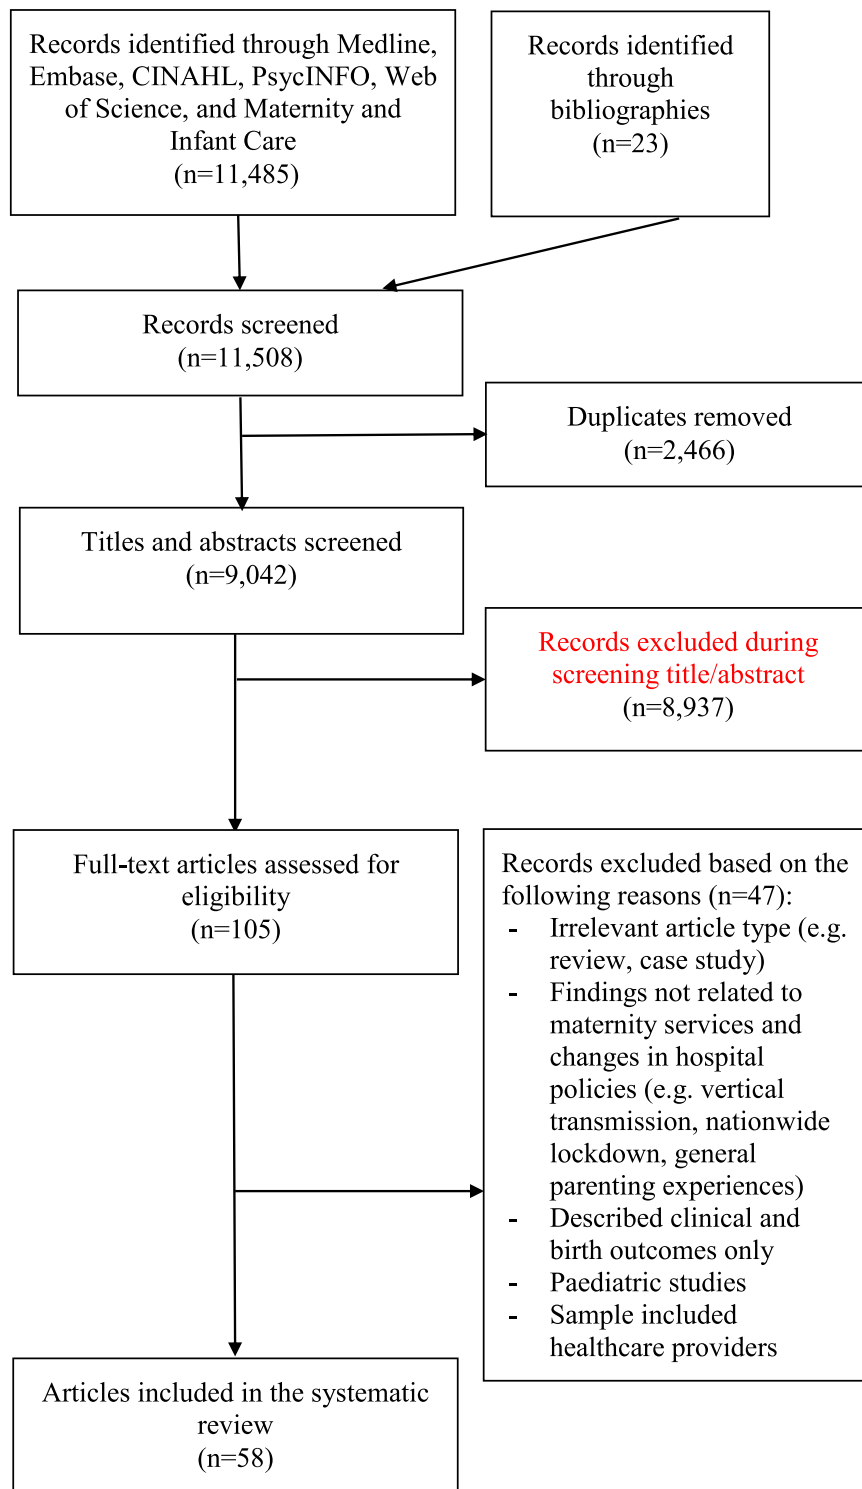 Records identified through Medline,
Embase, CINAHL, PsycINFO, Web
of Science, and Maternity and
Infant Care
(n=11,485)
Records identified
through
bibliographies
(n=23)
Records screened
(n=11,508)
Duplicates removed
(n=2,466)
Titles and abstracts screened
(n=9,042)
Records excluded during
screening title/abstract
(n=8,937)
Full-text articles assessed for
eligibility
(n=105)
Records excluded based on the
following reasons (n=47):
- Irrelevant article type (e.g.
review, case study)
- Findings not related to
maternity services and
changes in hospital
policies (e.g. vertical
transmission, nationwide
lockdown, general
parenting experiences)
- Described clinical and
birth outcomes only
- Paediatric studies
- Sample included
healthcare providers
Articles included in the systematic
review
(n=58)